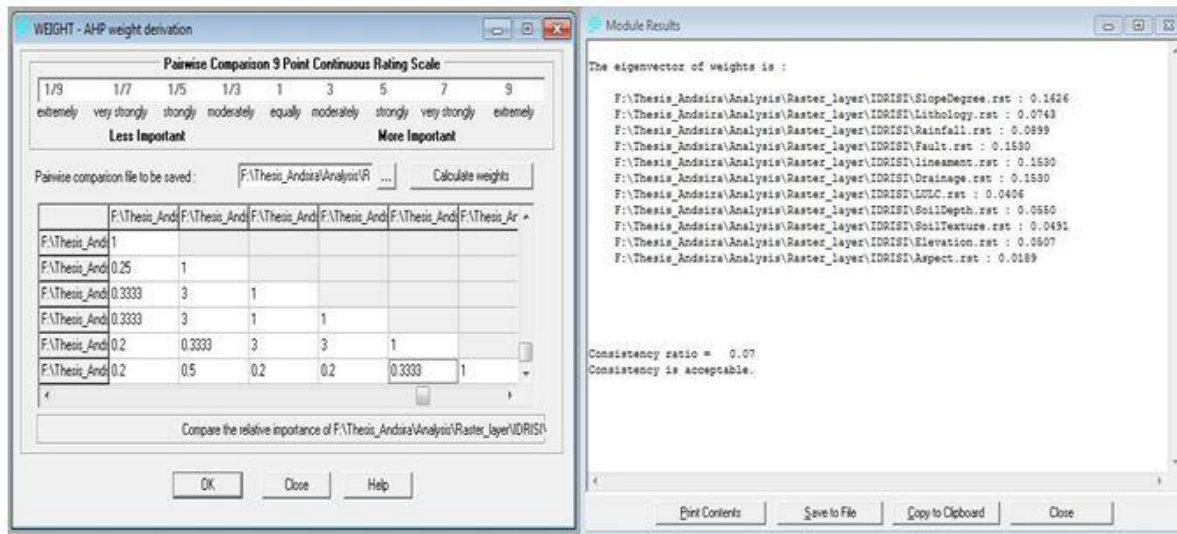 WEIGHT - AHP weight derivation
Pairwise Comparison 9 Point Continuous Rating Scale
1/9 1/7 1/5 1/3 1 3 5 7 9
extremely very strongly strongly moderately equally moderately strongly very strongly extremely
Less Important More Important
Pairwise comparison file to be saved : F:\Thesis_Andsira\Analysis\R ... Calculate weights
F:\Thesis_Andsi F:\Thesis_Andsi F:\Thesis_Andsi F:\Thesis_Andsi F:\Thesis_Andsi F:\Thesis_Ar
F:\Thesis_Andsi 1
F:\Thesis_Andsi 0.25 1
F:\Thesis_Andsi 0.3333 3 1
F:\Thesis_Andsi 0.3333 3 1 1
F:\Thesis_Andsi 0.2 0.3333 3 3 1
F:\Thesis_Andsi 0.2 0.5 0.2 0.2 0.3333 1
Compare the relative importance of F:\Thesis_Andsira\Analysis\Raster_layer\IDRISI\
OK Close Help
Module Results
The eigenvector of weights is :
F:\Thesis_Andsira\Analysis\Raster_layer\IDRISI\SlopeDegree.rst : 0.1626
F:\Thesis_Andsira\Analysis\Raster_layer\IDRISI\Lithology.rst : 0.0743
F:\Thesis_Andsira\Analysis\Raster_layer\IDRISI\Rainfall.rst : 0.0899
F:\Thesis_Andsira\Analysis\Raster_layer\IDRISI\Fault.rst : 0.1530
F:\Thesis_Andsira\Analysis\Raster_layer\IDRISI\lineament.rst : 0.1530
F:\Thesis_Andsira\Analysis\Raster_layer\IDRISI\Drainage.rst : 0.1530
F:\Thesis_Andsira\Analysis\Raster_layer\IDRISI\LULC.rst : 0.0406
F:\Thesis_Andsira\Analysis\Raster_layer\IDRISI\SoilDepth.rst : 0.0550
F:\Thesis_Andsira\Analysis\Raster_layer\IDRISI\SoilTexture.rst : 0.0491
F:\Thesis_Andsira\Analysis\Raster_layer\IDRISI\Elevation.rst : 0.0507
F:\Thesis_Andsira\Analysis\Raster_layer\IDRISI\Aspect.rst : 0.0189
Consistency ratio = 0.07
Consistency is acceptable.
Print Contents Save to File Copy to Clipboard Close